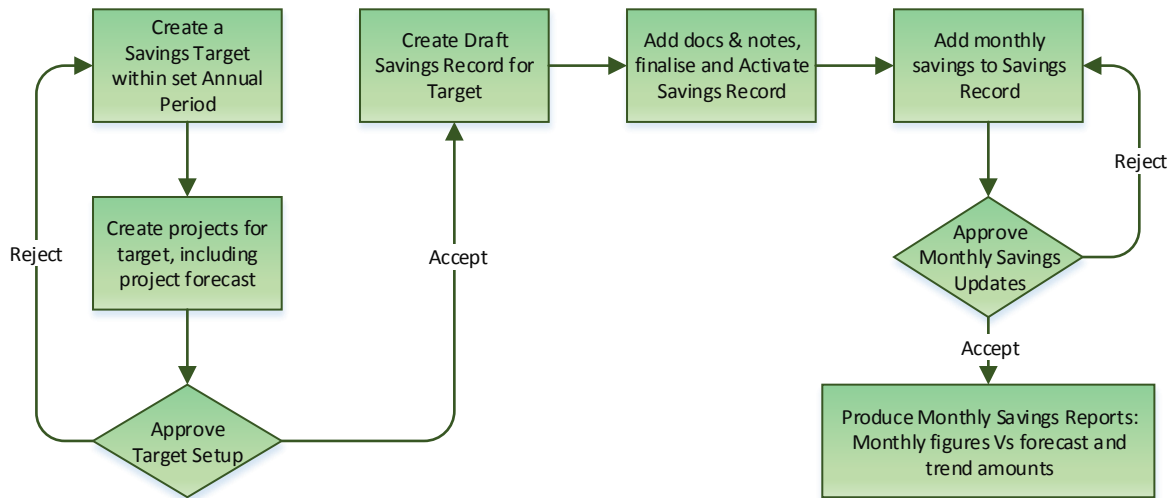 Create a
Savings Target
within set Annual
Period
Create projects for
target, including
project forecast
Reject
Approve
Target Setup
Accept
Create Draft
Savings Record for
Target
Add docs & notes,
finalise and Activate
Savings Record
Add monthly
savings to Savings
Record
Reject
Approve
Monthly Savings
Updates
Accept
Produce Monthly Savings Reports:
Monthly figures Vs forecast and
trend amounts